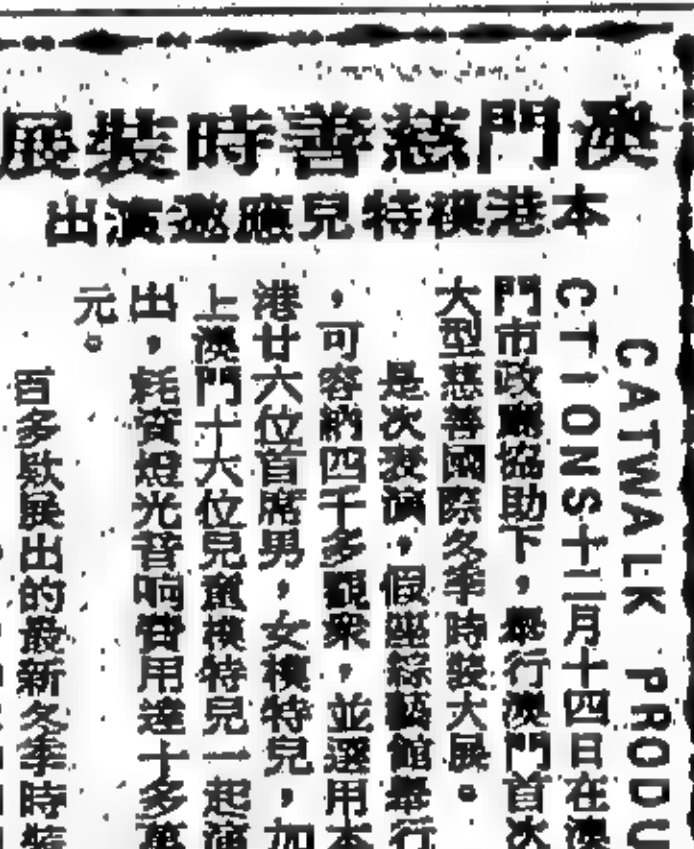 澳門慈善時裝展
本港模特兒應邀演出
CATWALK PRODU
CTIONS十二月十四日在澳
門市政廳協助下，舉行澳門首次
大型慈善國際冬季時裝大展。
是次表演，假座綜藝館舉行
，可容納四千多觀眾，並選用本
港廿六位首席男，女模特兒，加
上澳門十六位兒童模特兒一起演
出，耗資燈光音响費用達十多萬
元。
百多款展出的最新冬季時裝